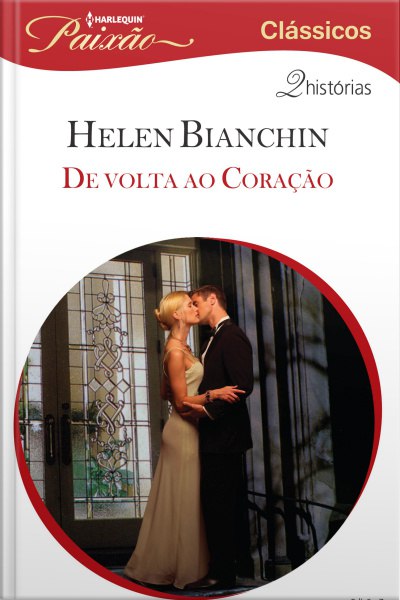 HARLEQUIN
Paixão
Clássicos
2 histórias
HELEN BIANCHIN
DE VOLTA AO CORAÇÃO